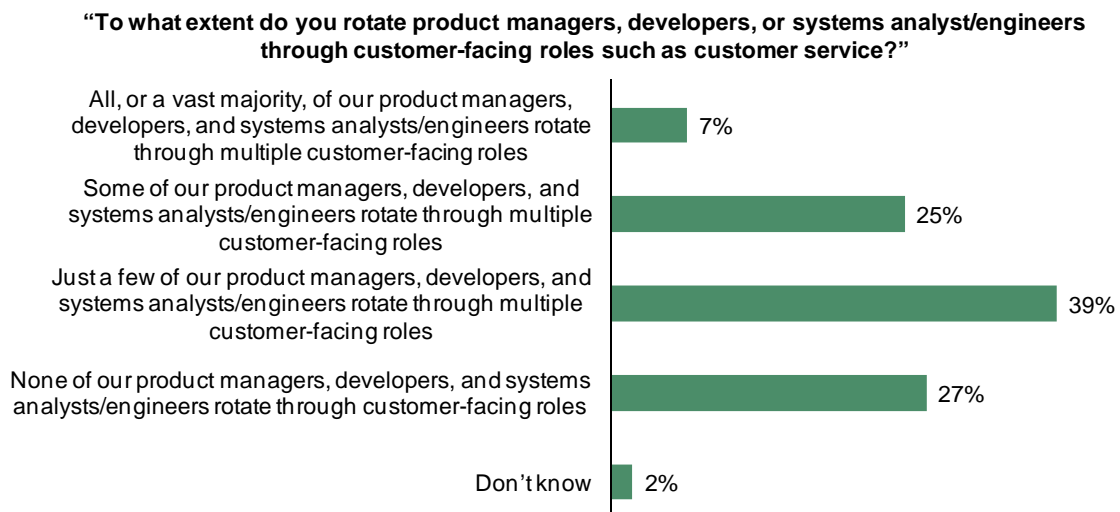 “To what extent do you rotate product managers, developers, or systems analyst/engineers
through customer-facing roles such as customer service?”
All, or a vast majority, of our product managers,
developers, and systems analysts/engineers rotate
through multiple customer-facing roles
7%
Some of our product managers, developers, and
systems analysts/engineers rotate through multiple
customer-facing roles
25%
Just a few of our product managers, developers, and
systems analysts/engineers rotate through multiple
customer-facing roles
39%
None of our product managers, developers, and systems
analysts/engineers rotate through customer-facing roles
27%
Don’t know
2%